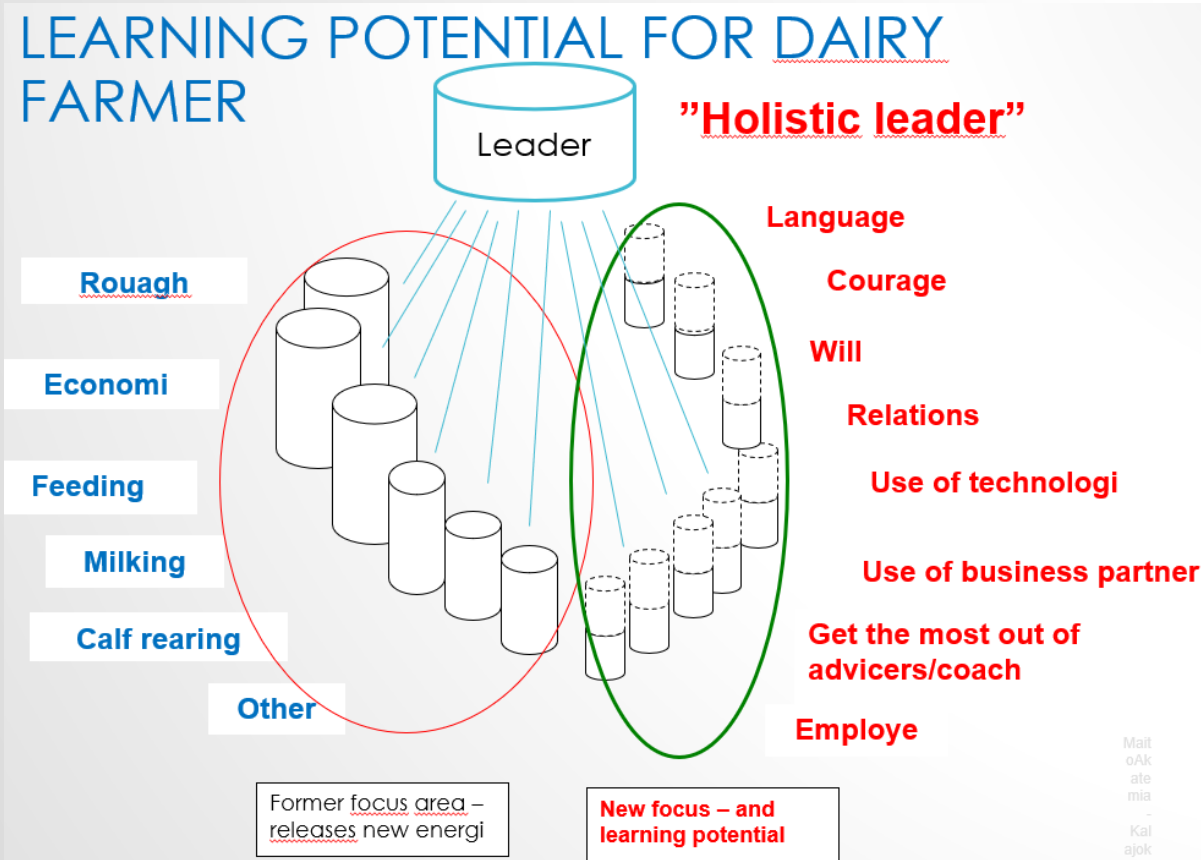 LEARNING POTENTIAL FOR DAIRY
FARMER
Leader
”Holistic leader”
Rouagh
Economi
Feeding
Milking
Calf rearing
Other
Language
Courage
Will
Relations
Use of technologi
Use of business partner
Get the most out of
advicers/coach
Employe
Former focus area –
releases new energi
New focus – and
learning potential
Mait
oAk
ate
mia
-
Kal
ajok